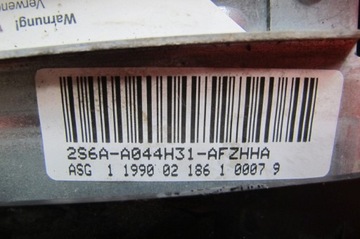 Warnung!
Verwend
2S6A-A044H31-AFZHHA
ASG 1 1990 02 186 1 0007 9